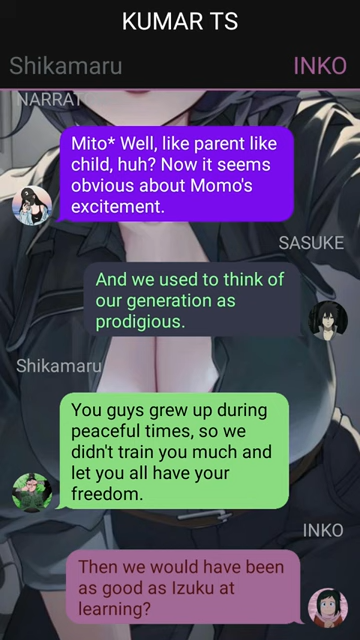 KUMAR TS
Shikamaru
INKO
NARRAT
Mito* Well, like parent like
child, huh? Now it seems
obvious about Momo's
excitement.
SASUKE
And we used to think of
our generation as
prodigious.
Shikamaru
You guys grew up during
peaceful times, so we
didn't train you much and
let you all have your
freedom.
INKO
Then we would have been
as good as Izuku at
learning?